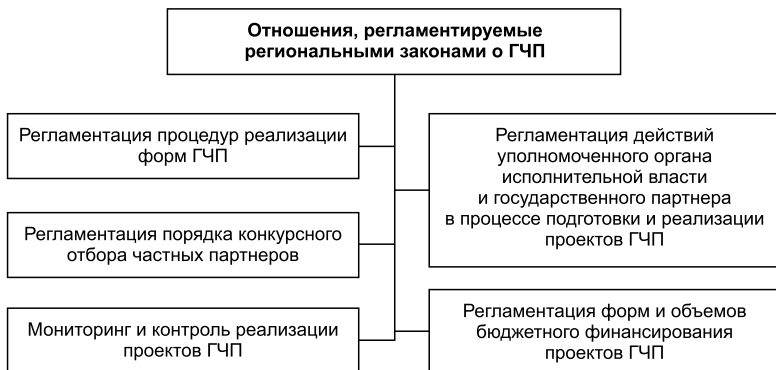 Отношения, регламентируемые
региональными законами о ГЧП
Регламентация процедур реализации
форм ГЧП
Регламентация порядка конкурсного
отбора частных партнеров
Мониторинг и контроль реализации
проектов ГЧП
Регламентация действий
уполномоченного органа
исполнительной власти
и государственного партнера
в процессе подготовки и реализации
проектов ГЧП
Регламентация форм и объемов
бюджетного финансирования
проектов ГЧП